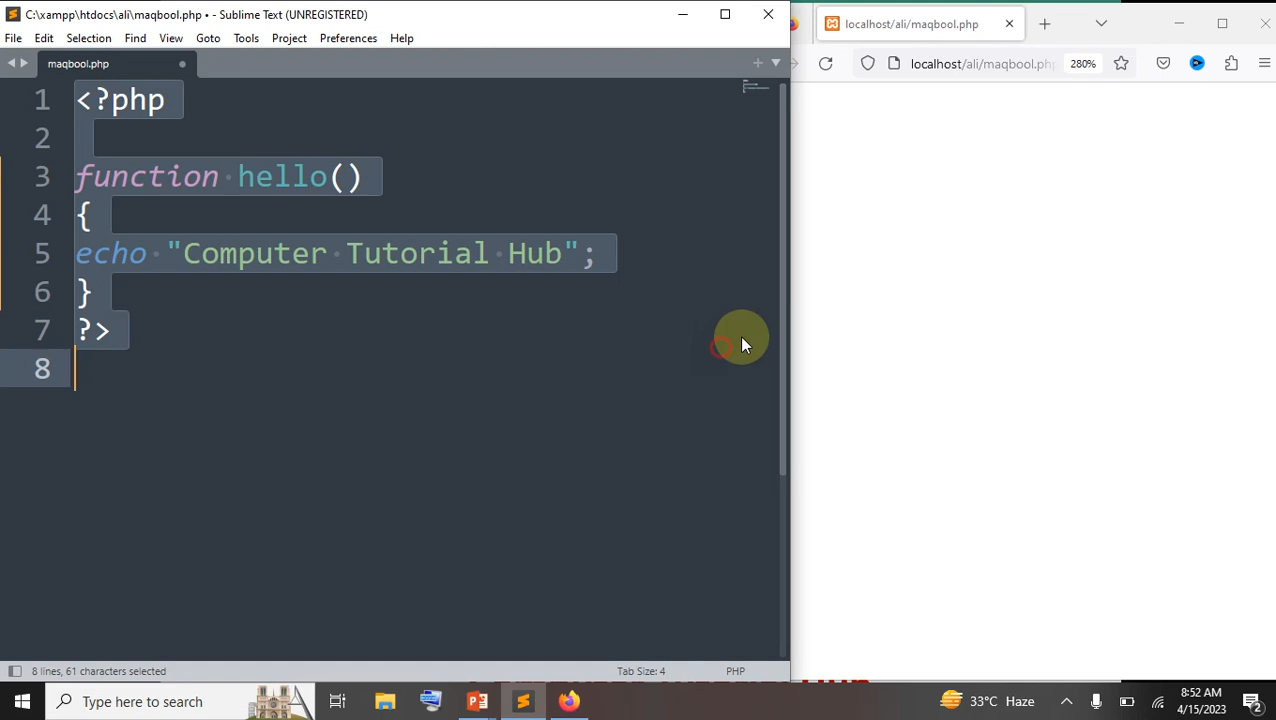 C:\xampp\htdocs\ali\maqbool.php • - Sublime Text (UNREGISTERED)
File Edit Selection Find View Goto Tools Project Preferences Help
maqbool.php
1 <?php
2
3 function hello()
4 {
5 echo "Computer Tutorial Hub";
6 }
7 ?>
8
8 lines, 61 characters selected
Tab Size: 4
PHP
localhost/ali/maqbool.php
localhost/ali/maqbool.php
280%
Type here to search
33°C Haze
8:52 AM
4/15/2023
2